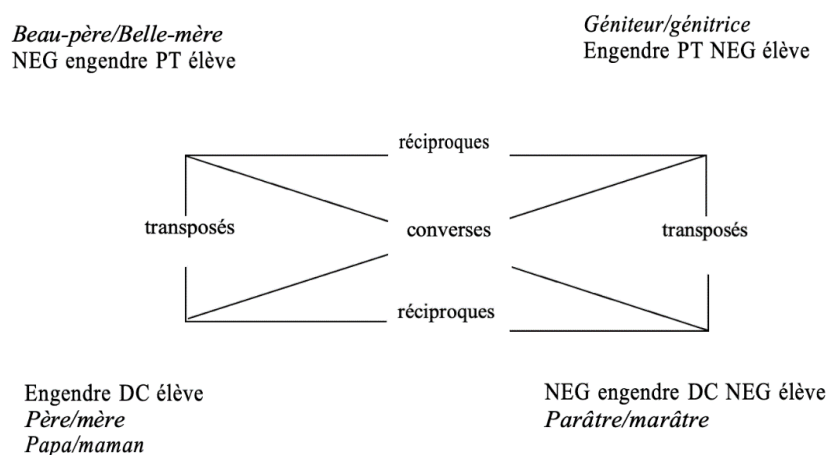 Beau-père/Belle-mère
NEG engendre PT élève
Géniteur/génitrice
Engendre PT NEG élève
réciproques
transposés
converses
transposés
réciproques
Engendre DC élève
Père/mère
Papa/maman
NEG engendre DC NEG élève
Parâtre/marâtre